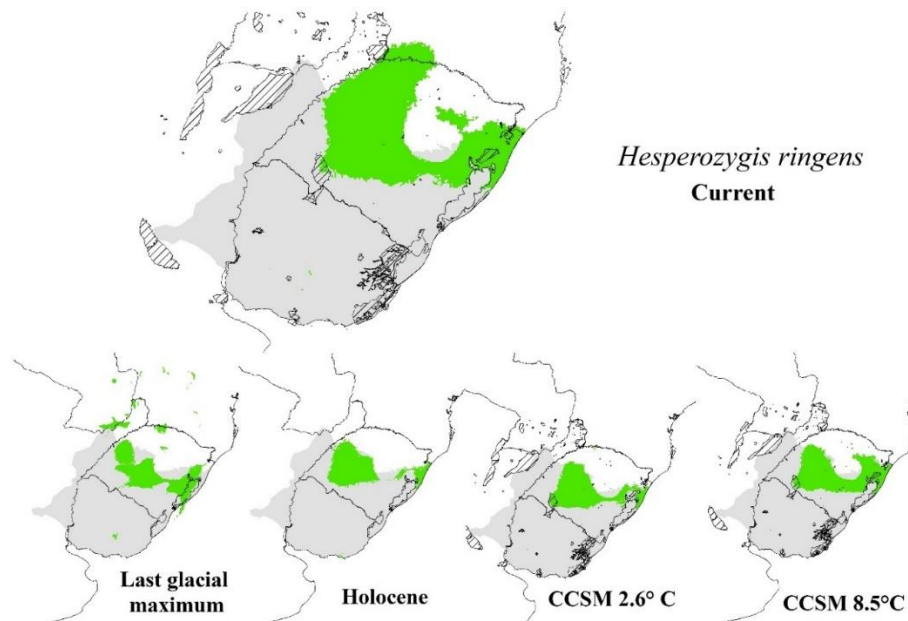 Hesperozygis ringens
Current
Last glacial
maximum
Holocene
CCSM 2.6° C
CCSM 8.5°C